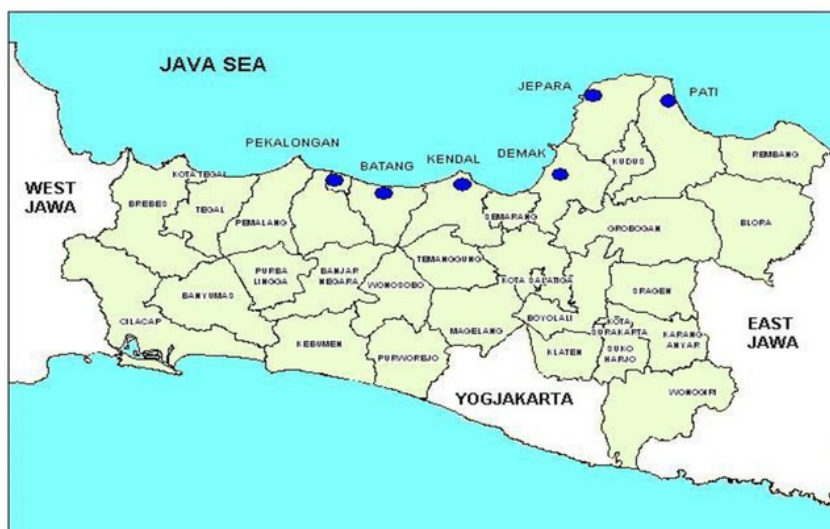 JAVA SEA
JEPARA
PATI
PEKALONGAN
BATANG
KENDAL
DEMAK
KUDUS
REMBANG
KOTA TEGAL
WEST
JAWA
BREBES
TEGAL
PEMALANG
SEMARANG
GROBOGAN
BLORA
TEMANGGUNG
PURBA
LINGGA
BANJAR
NEGARA
WONOSOBO
KOTA SALATIGA
BANYUMAS
SRAGEN
CILACAP
MAGELANG
BOYOLALI
KOTA
SURAKARTA
KARANG
ANYAR
EAST
JAWA
KEBUMEN
PURWOREJO
KLATEN
SUKO
HARJO
YOGJAKARTA
WONOGIRI